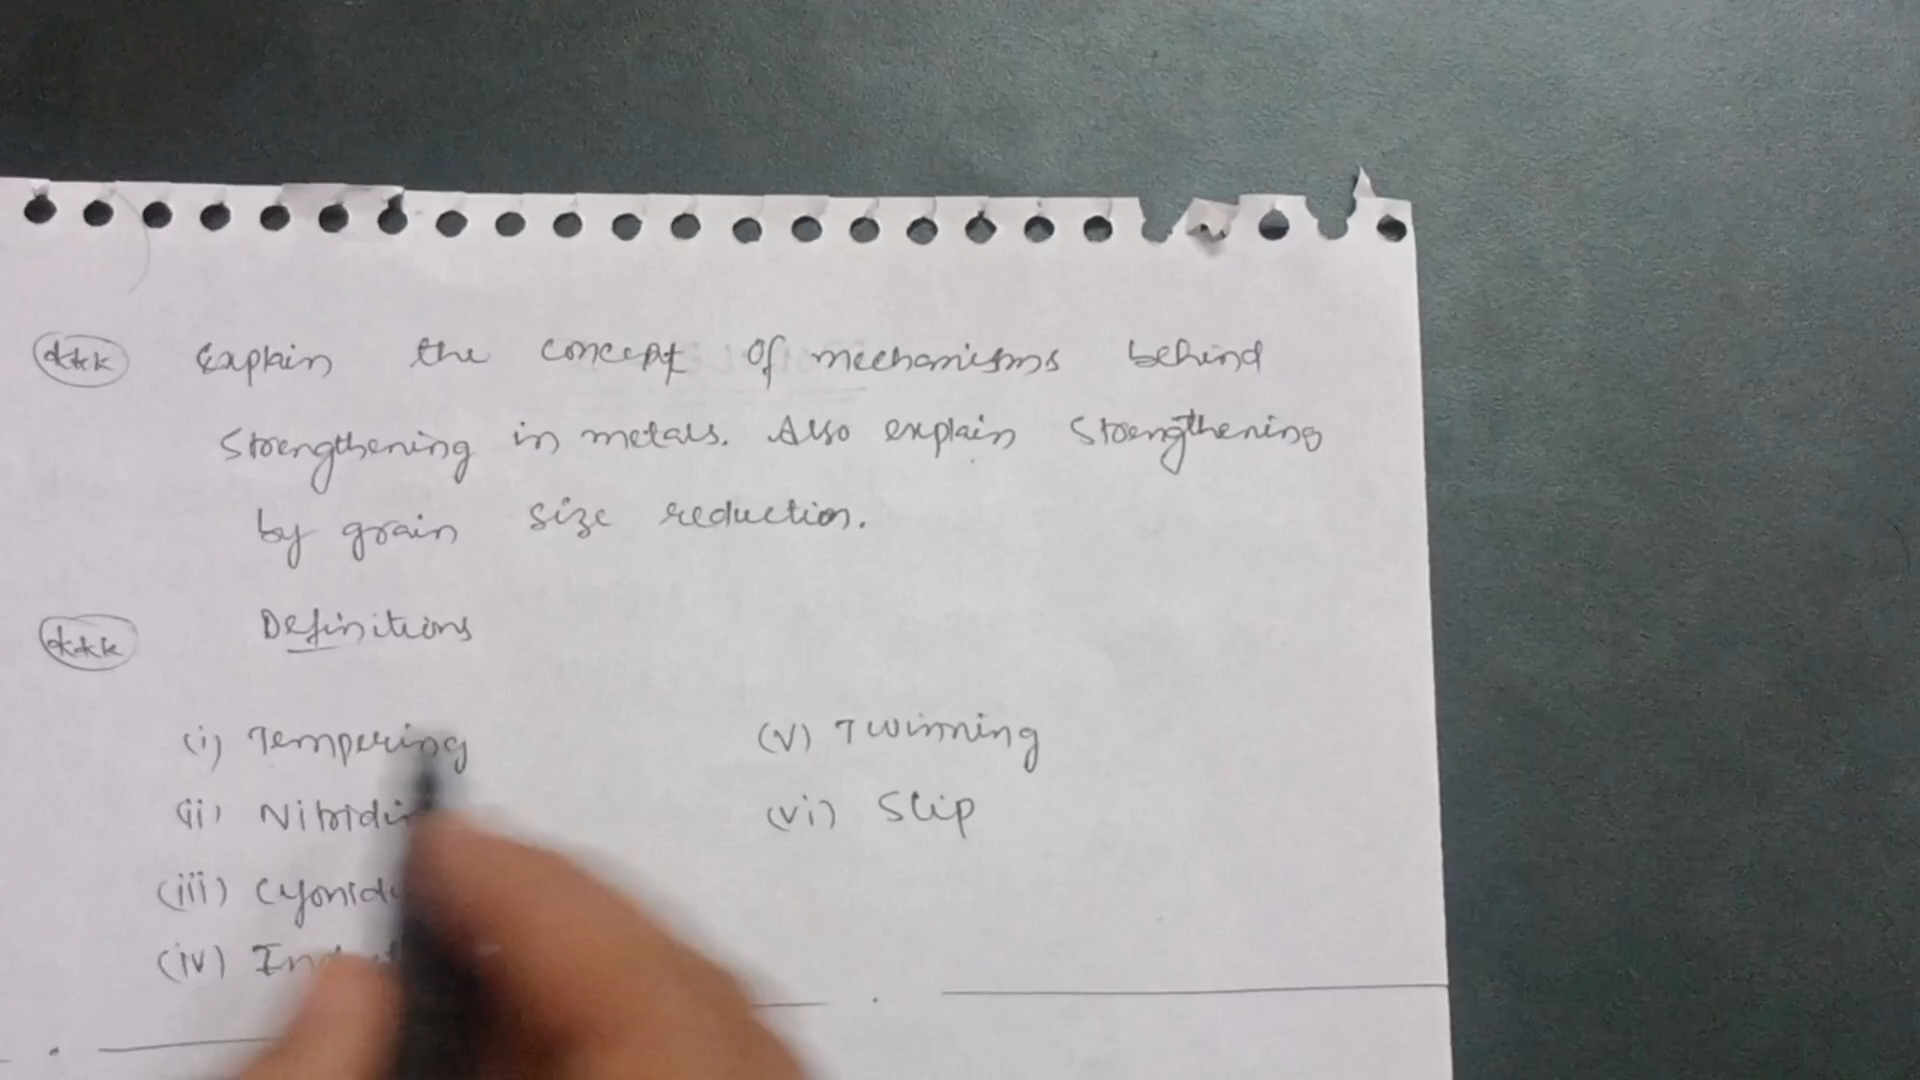 *** Explain the concept of mechanisms behind
strengthening in metals. Also explain strengthening
by grain size reduction.
*** Definitions
(i) Tempering
(ii)
(iii)
(iv)
(v) Twinning
(vi) Slip